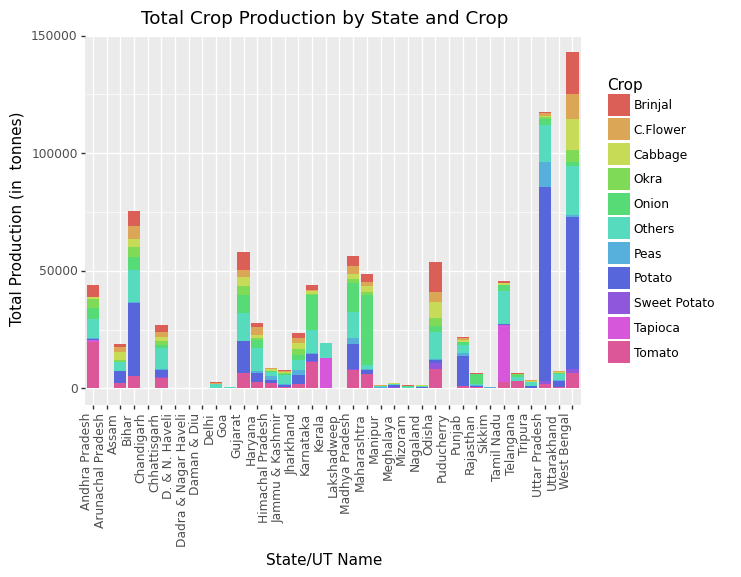 Total Crop Production by State and Crop
Total Production (in  tonnes)
150000
100000
50000
0
Andhra Pradesh
Arunachal Pradesh
Assam
Bihar
Chandigarh
Chhattisgarh
D. & N. Haveli
Dadra & Nagar Haveli
Daman & Diu
Delhi
Goa
Gujarat
Haryana
Himachal Pradesh
Jammu & Kashmir
Jharkhand
Karnataka
Kerala
Lakshadweep
Madhya Pradesh
Maharashtra
Manipur
Meghalaya
Mizoram
Nagaland
Odisha
Puducherry
Punjab
Rajasthan
Sikkim
Tamil Nadu
Telangana
Tripura
Uttar Pradesh
Uttarakhand
West Bengal
State/UT Name
Crop
Brinjal
C.Flower
Cabbage
Okra
Onion
Others
Peas
Potato
Sweet Potato
Tapioca
Tomato